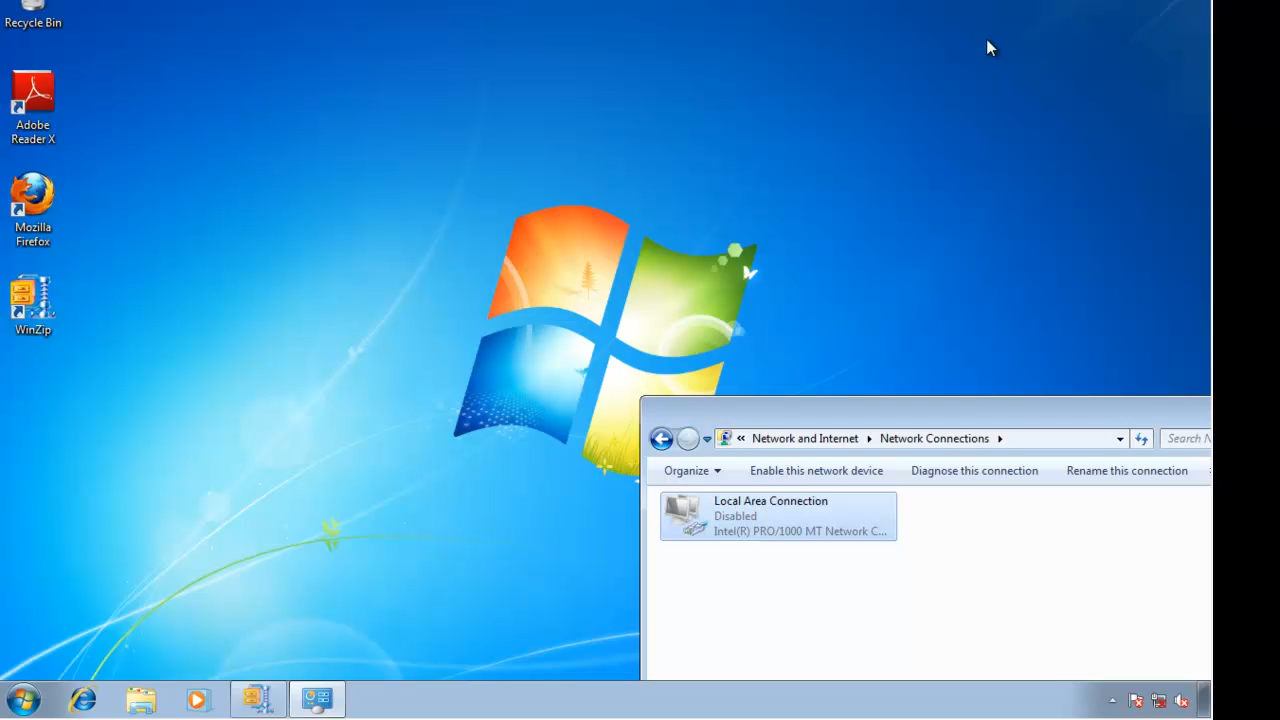 Recycle Bin
Adobe
Reader X
Mozilla
Firefox
WinZip
« Network and Internet ▸ Network Connections ▸
Search N
Organize ▾ Enable this network device Diagnose this connection Rename this connection
Local Area Connection
Disabled
Intel(R) PRO/1000 MT Network C...